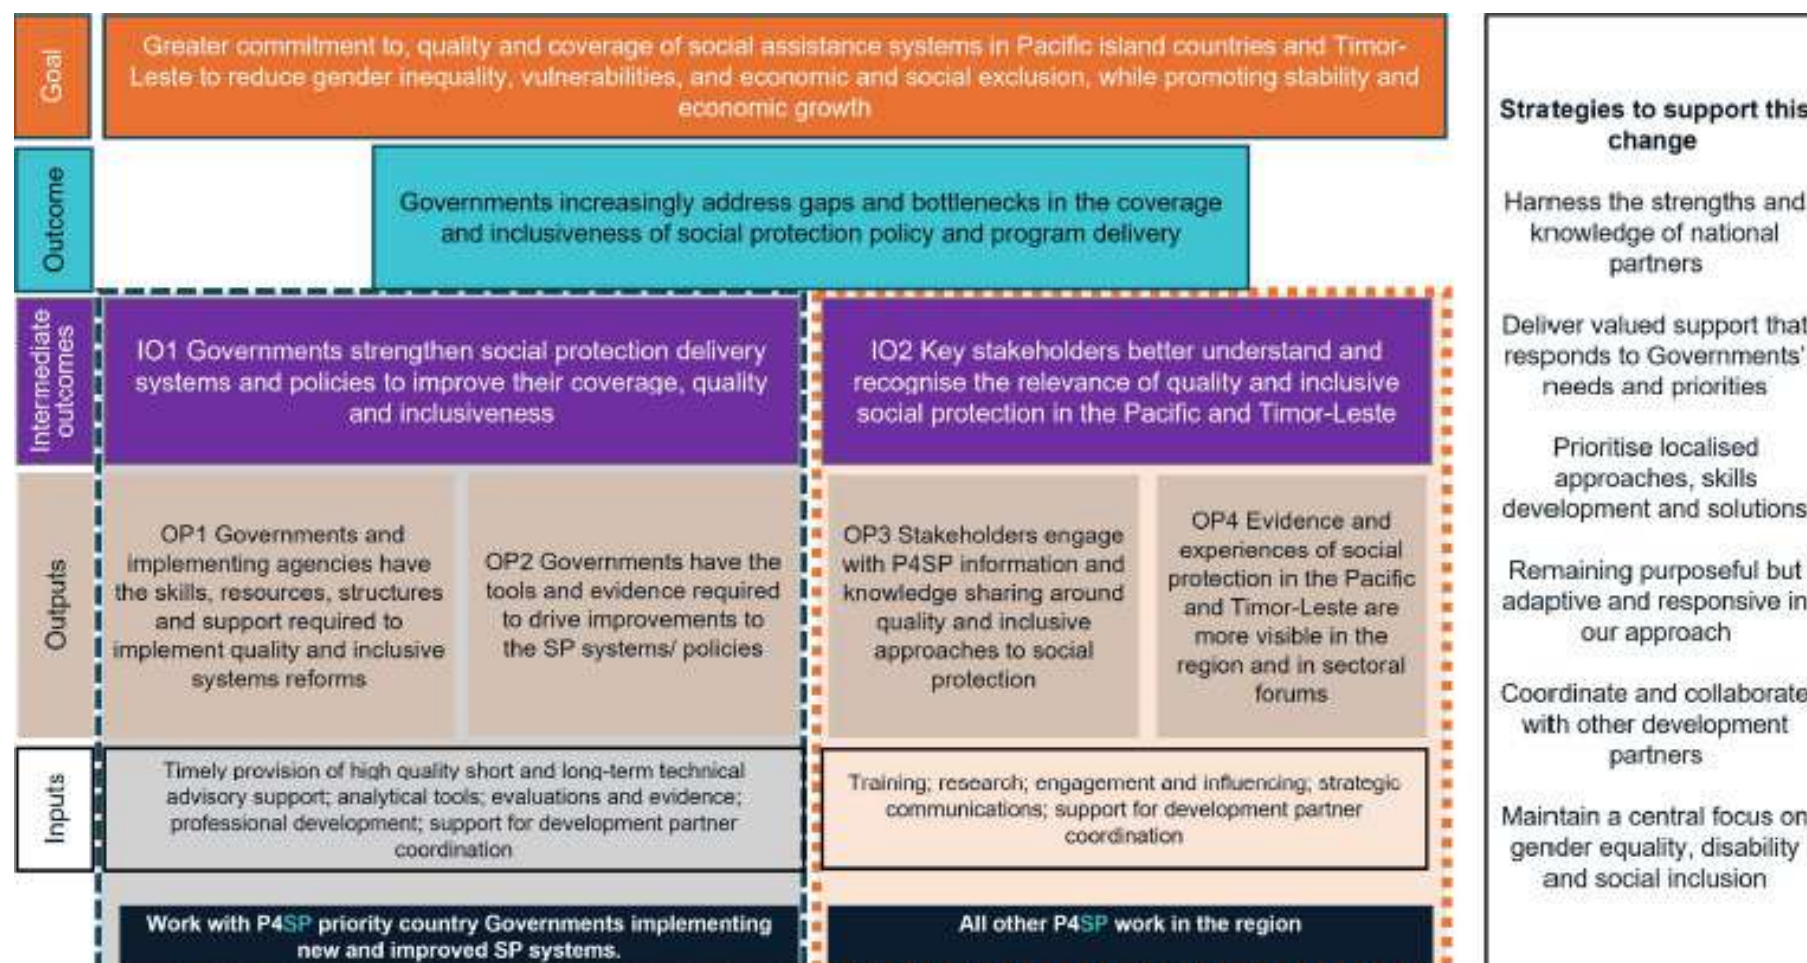 Goal
Greater commitment to, quality and coverage of social assistance systems in Pacific island countries and Timor-
Leste to reduce gender inequality, vulnerabilities, and economic and social exclusion, while promoting stability and
economic growth
Outcome
Governments increasingly address gaps and bottlenecks in the coverage
and inclusiveness of social protection policy and program delivery
Intermediate
outcomes
IO1 Governments strengthen social protection delivery
systems and policies to improve their coverage, quality
and inclusiveness
IO2 Key stakeholders better understand and
recognise the relevance of quality and inclusive
social protection in the Pacific and Timor-Leste
Outputs
OP1 Governments and
implementing agencies have
the skills, resources, structures
and support required to
implement quality and inclusive
systems reforms
OP2 Governments have the
tools and evidence required
to drive improvements to
the SP systems/ policies
OP3 Stakeholders engage
with P4SP information and
knowledge sharing around
quality and inclusive
approaches to social
protection
OP4 Evidence and
experiences of social
protection in the Pacific
and Timor-Leste are
more visible in the
region and in sectoral
forums
Inputs
Timely provision of high quality short and long-term technical
advisory support; analytical tools; evaluations and evidence;
professional development; support for development partner
coordination
Training; research; engagement and influencing; strategic
communications; support for development partner
coordination
Work with P4SP priority country Governments implementing
new and improved SP systems.
All other P4SP work in the region
Strategies to support this
change
Harness the strengths and
knowledge of national
partners
Deliver valued support that
responds to Governments'
needs and priorities
Prioritise localised
approaches, skills
development and solutions
Remaining purposeful but
adaptive and responsive in
our approach
Coordinate and collaborate
with other development
partners
Maintain a central focus on
gender equality, disability
and social inclusion